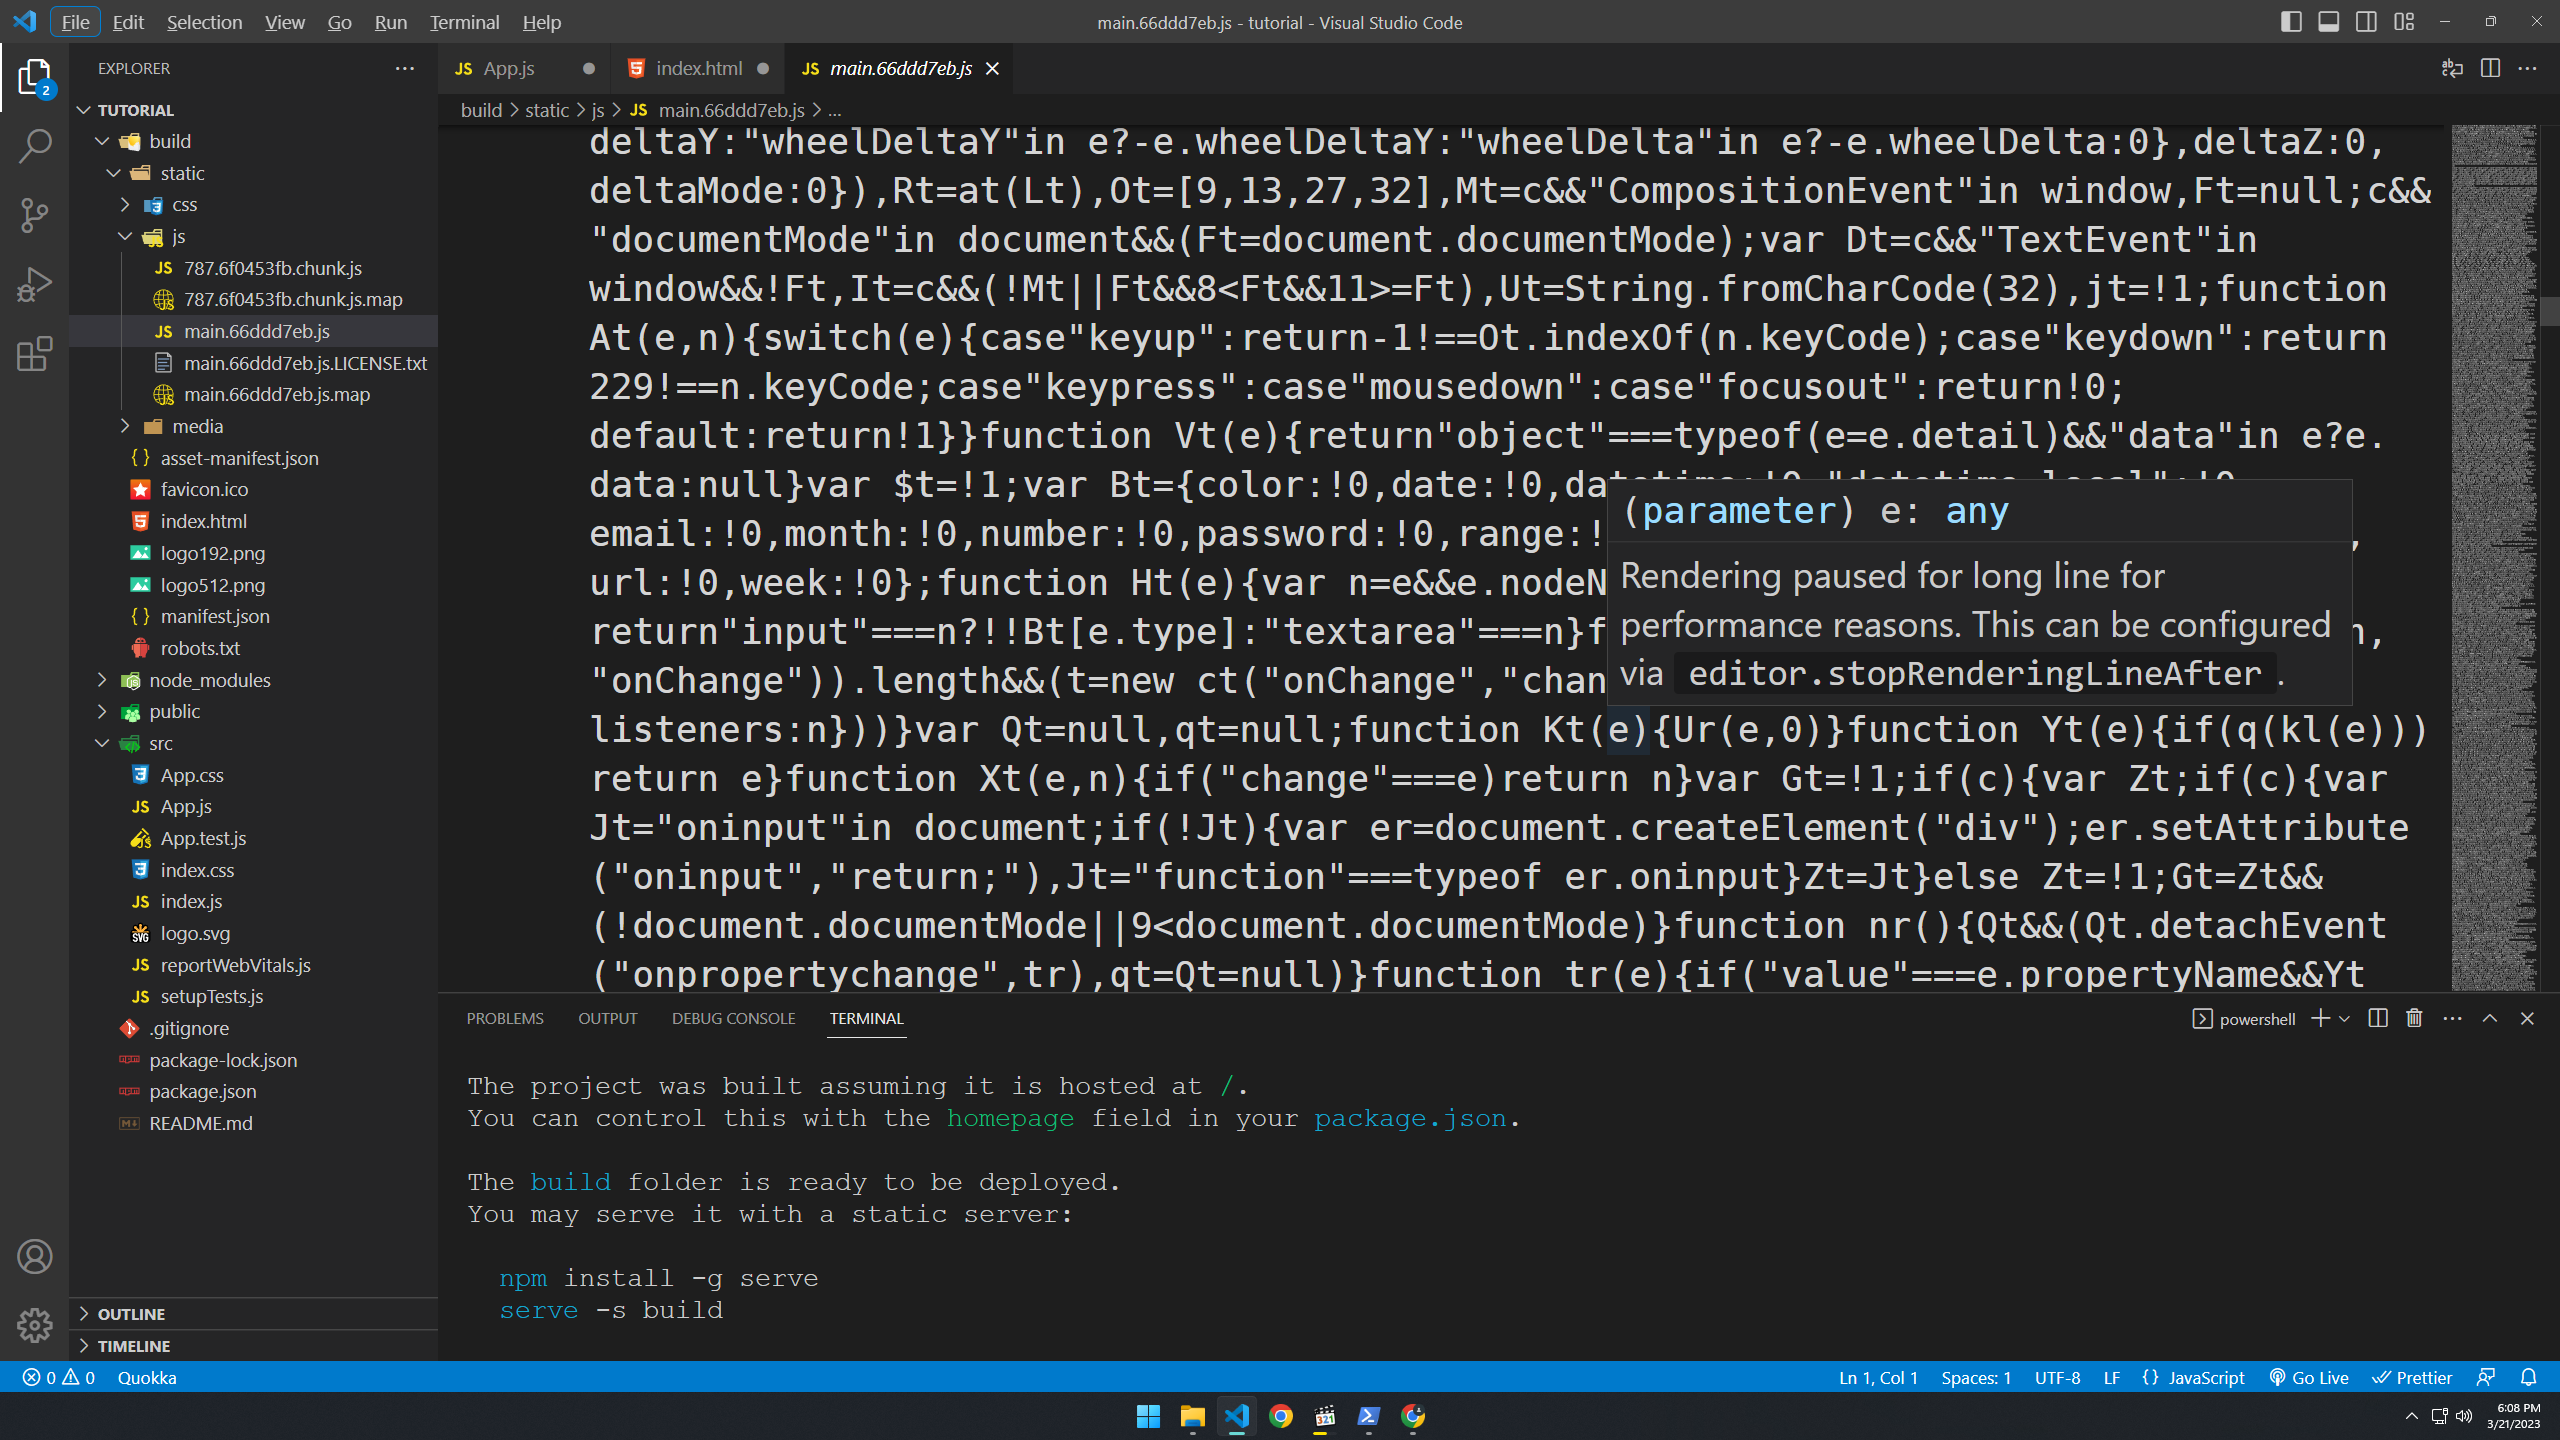 File Edit Selection View Go Run Terminal Help
main.66ddd7eb.js - tutorial - Visual Studio Code
2
EXPLORER
TUTORIAL
build
static
css
js
787.6f0453fb.chunk.js
787.6f0453fb.chunk.js.map
main.66ddd7eb.js
main.66ddd7eb.js.LICENSE.txt
main.66ddd7eb.js.map
media
asset-manifest.json
favicon.ico
index.html
logo192.png
logo512.png
manifest.json
robots.txt
node_modules
public
src
App.css
App.js
App.test.js
index.css
index.js
logo.svg
reportWebVitals.js
setupTests.js
.gitignore
package-lock.json
package.json
README.md
OUTLINE
TIMELINE
JS App.js index.html JS main.66ddd7eb.js
build > static > js > JS main.66ddd7eb.js > ...
deltaY:"wheelDeltaY"in e?-e.wheelDeltaY:"wheelDelta"in e?-e.wheelDelta:0},deltaZ:0,
deltaMode:0}),Rt=at(Lt),Ot=[9,13,27,32],Mt=c&&"CompositionEvent"in window,Ft=null;c&&
"documentMode"in document&&(Ft=document.documentMode);var Dt=c&&"TextEvent"in
window&&!Ft,It=c&&(!Mt||Ft&&8<Ft&&11>=Ft),Ut=String.fromCharCode(32),jt=!1;function
At(e,n){switch(e){case"keyup":return-1!==Ot.indexOf(n.keyCode);case"keydown":return
229!==n.keyCode;case"keypress":case"mousedown":case"focusout":return!0;
default:return!1}}function Vt(e){return"object"===typeof(e=e.detail)&&"data"in e?e.
data:null}var $t=!1;var Bt={color:!0,date:!0,datetime:!0,"datetime-local":!0,
email:!0,month:!0,number:!0,password:!0,range:!
url:!0,week:!0};function Ht(e){var n=e&&e.nodeN
return"input"===n?!!Bt[e.type]:"textarea"===n}f n,
"onChange")).length&&(t=new ct("onChange","chan
listeners:n}))}var Qt=null,qt=null;function Kt(e){Ur(e,0)}function Yt(e){if(q(kl(e)))
return e}function Xt(e,n){if("change"===e)return n}var Gt=!1;if(c){var Zt;if(c){var
Jt="oninput"in document;if(!Jt){var er=document.createElement("div");er.setAttribute
("oninput","return;"),Jt="function"===typeof er.oninput}Zt=Jt}else Zt=!1;Gt=Zt&&
(!document.documentMode||9<document.documentMode)}function nr(){Qt&&(Qt.detachEvent
("onpropertychange",tr),qt=Qt=null)}function tr(e){if("value"===e.propertyName&&Yt
(parameter) e: any
Rendering paused for long line for
performance reasons. This can be configured
via editor.stopRenderingLineAfter.
PROBLEMS OUTPUT DEBUG CONSOLE TERMINAL
powershell
The project was built assuming it is hosted at /.
You can control this with the homepage field in your package.json.
The build folder is ready to be deployed.
You may serve it with a static server:
npm install -g serve
serve -s build
0 0 Quokka
Ln 1, Col 1 Spaces: 1 UTF-8 LF {} JavaScript Go Live Prettier
6:08 PM
3/21/2023